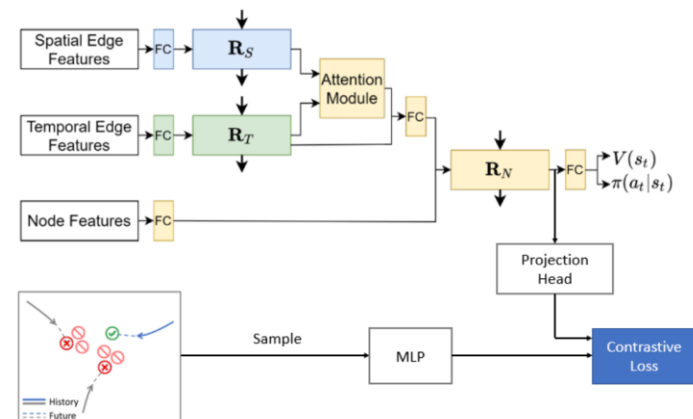 Spatial Edge
Features
FC
R_S
Attention
Module
Temporal Edge
Features
FC
R_T
FC
R_N
FC
V(s_t)
π(a_t|s_t)
Node Features
FC
Projection
Head
Sample
MLP
Contrastive
Loss
History
Future